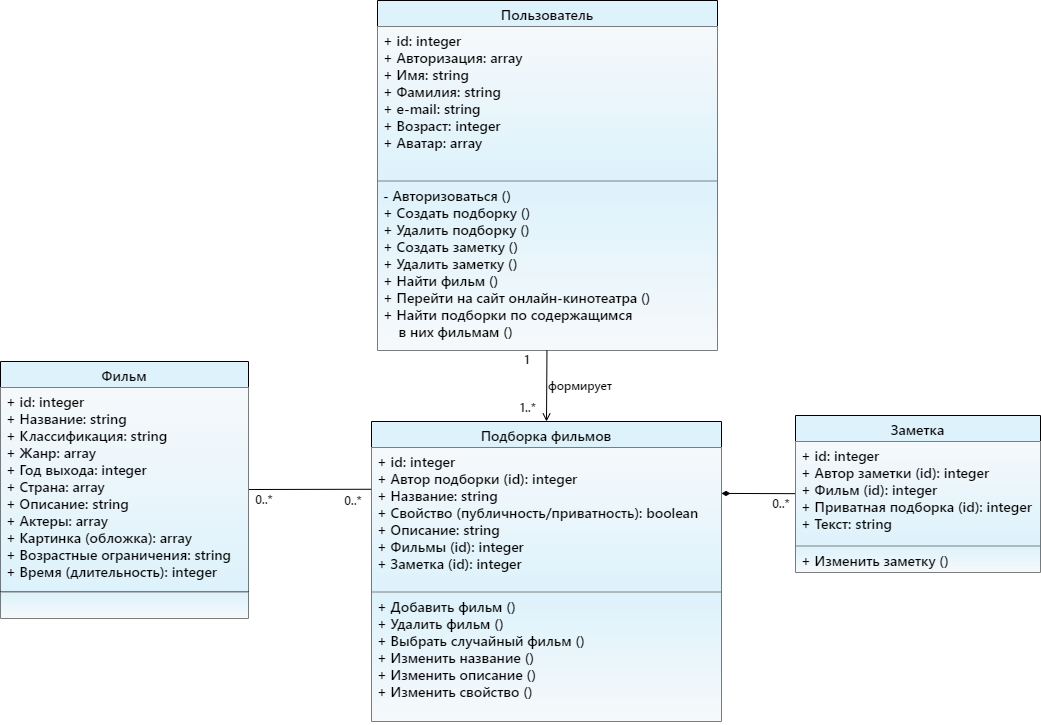 Пользователь
+ id: integer
+ Авторизация: array
+ Имя: string
+ Фамилия: string
+ e-mail: string
+ Возраст: integer
+ Аватар: array
- Авторизоваться ()
+ Создать подборку ()
+ Удалить подборку ()
+ Создать заметку ()
+ Удалить заметку ()
+ Найти фильм ()
+ Перейти на сайт онлайн-кинотеатра ()
+ Найти подборки по содержащимся
в них фильмам ()
1
формирует
1..*
Фильм
+ id: integer
+ Название: string
+ Классификация: string
+ Жанр: array
+ Год выхода: integer
+ Страна: array
+ Описание: string
+ Актеры: array
+ Картинка (обложка): array
+ Возрастные ограничения: string
+ Время (длительность): integer
0..*
0..*
Подборка фильмов
+ id: integer
+ Автор подборки (id): integer
+ Название: string
+ Свойство (публичность/приватность): boolean
+ Описание: string
+ Фильмы (id): integer
+ Заметка (id): integer
+ Добавить фильм ()
+ Удалить фильм ()
+ Выбрать случайный фильм ()
+ Изменить название ()
+ Изменить описание ()
+ Изменить свойство ()
0..*
Заметка
+ id: integer
+ Автор заметки (id): integer
+ Фильм (id): integer
+ Приватная подборка (id): integer
+ Текст: string
+ Изменить заметку ()